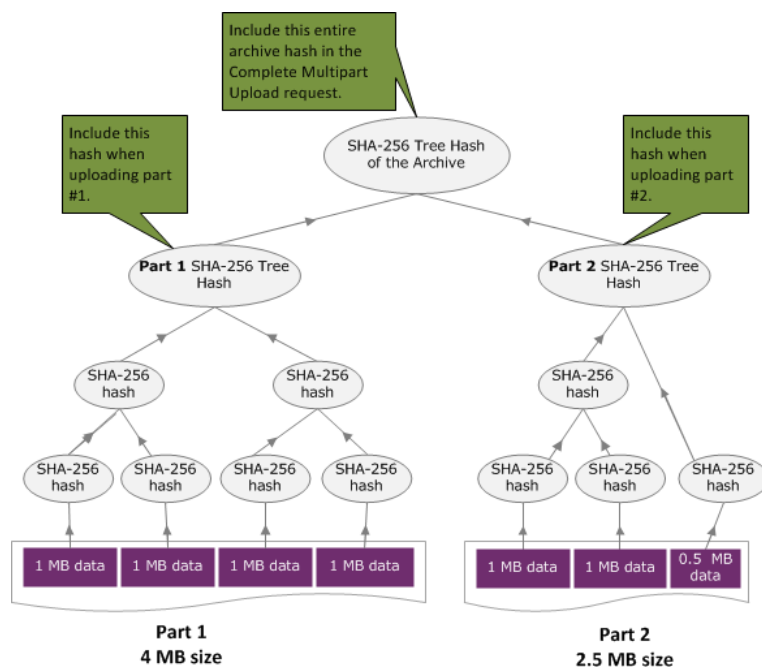 Include this entire
archive hash in the
Complete Multipart
Upload request.
Include this
hash when
uploading part
#1.
Include this
hash when
uploading part
#2.
SHA-256 Tree Hash
of the Archive
Part 1 SHA-256 Tree
Hash
Part 2 SHA-256 Tree
Hash
SHA-256
hash
SHA-256
hash
SHA-256
hash
SHA-256
hash
SHA-256
hash
SHA-256
hash
SHA-256
hash
SHA-256
hash
SHA-256
hash
SHA-256
hash
1 MB data
1 MB data
1 MB data
1 MB data
1 MB data
1 MB data
0.5 MB
data
Part 1
4 MB size
Part 2
2.5 MB size